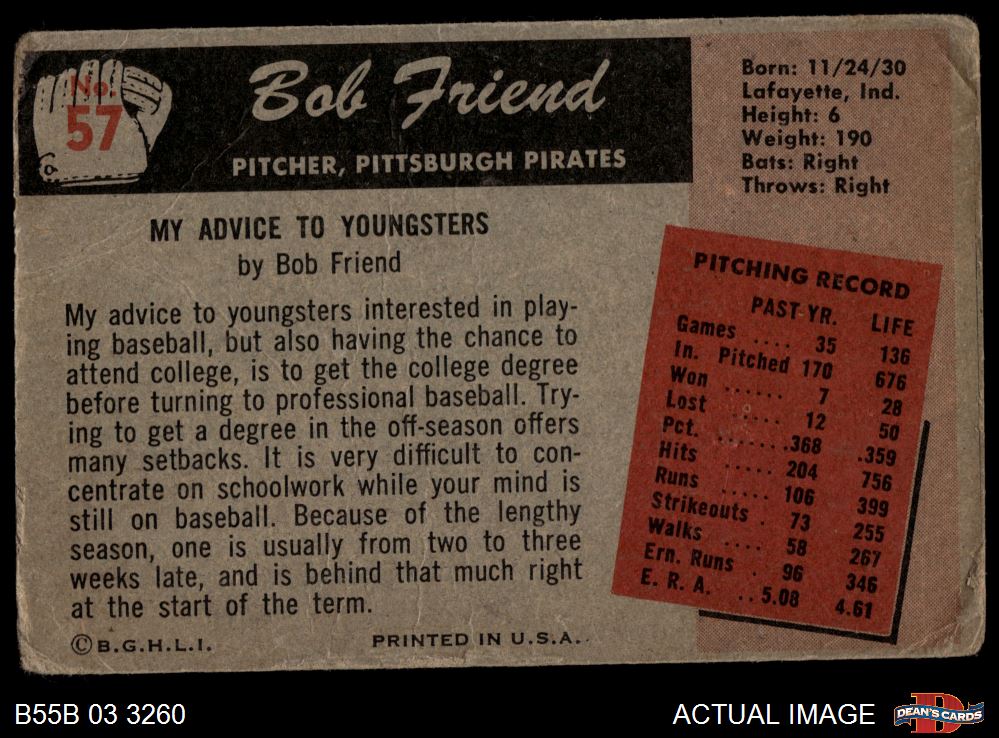 No.
57
Bob Friend
PITCHER, PITTSBURGH PIRATES
Born: 11/24/30
Lafayette, Ind.
Height: 6
Weight: 190
Bats: Right
Throws: Right
MY ADVICE TO YOUNGSTERS
by Bob Friend
My advice to youngsters interested in play-
ing baseball, but also having the chance to
attend college, is to get the college degree
before turning to professional baseball. Try-
ing to get a degree in the off-season offers
many setbacks. It is very difficult to con-
centrate on schoolwork while your mind is
still on baseball. Because of the lengthy
season, one is usually from two to three
weeks late, and is behind that much right
at the start of the term.
© B.G.H.L.I.
PRINTED IN U.S.A.
PITCHING RECORD
PAST YR. LIFE
Games .... 35 136
In. Pitched 170 676
Won ...... 7 28
Lost ..... 12 50
Pct. .......368 .359
Hits ..... 204 756
Runs ..... 106 399
Strikeouts . 73 255
Walks .... 58 267
Ern. Runs . 96 346
E. R. A. ..5.08 4.61
B55B 03 3260
ACTUAL IMAGE
D
DEAN'S CARDS